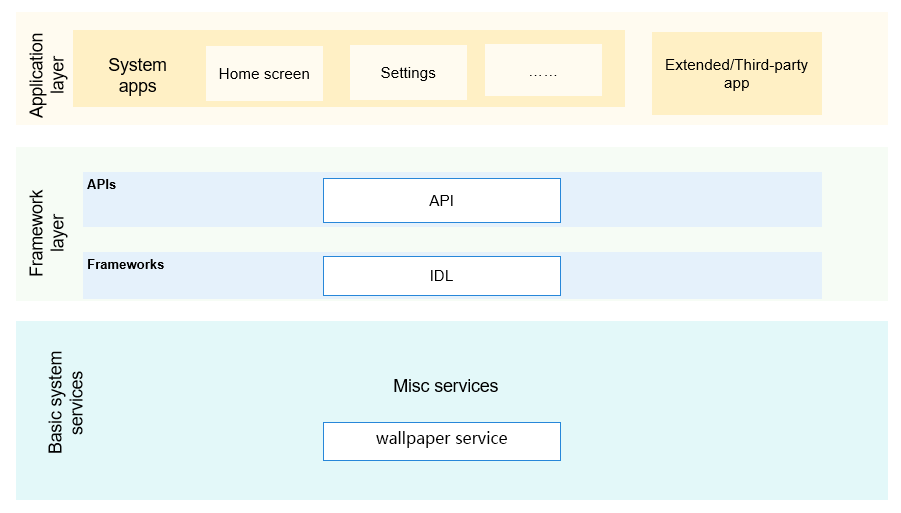 Application
layer
System
apps
Home screen
Settings
......
Extended/Third-party
app
Framework
layer
APIs
API
Frameworks
IDL
Basic system
services
Misc services
wallpaper service